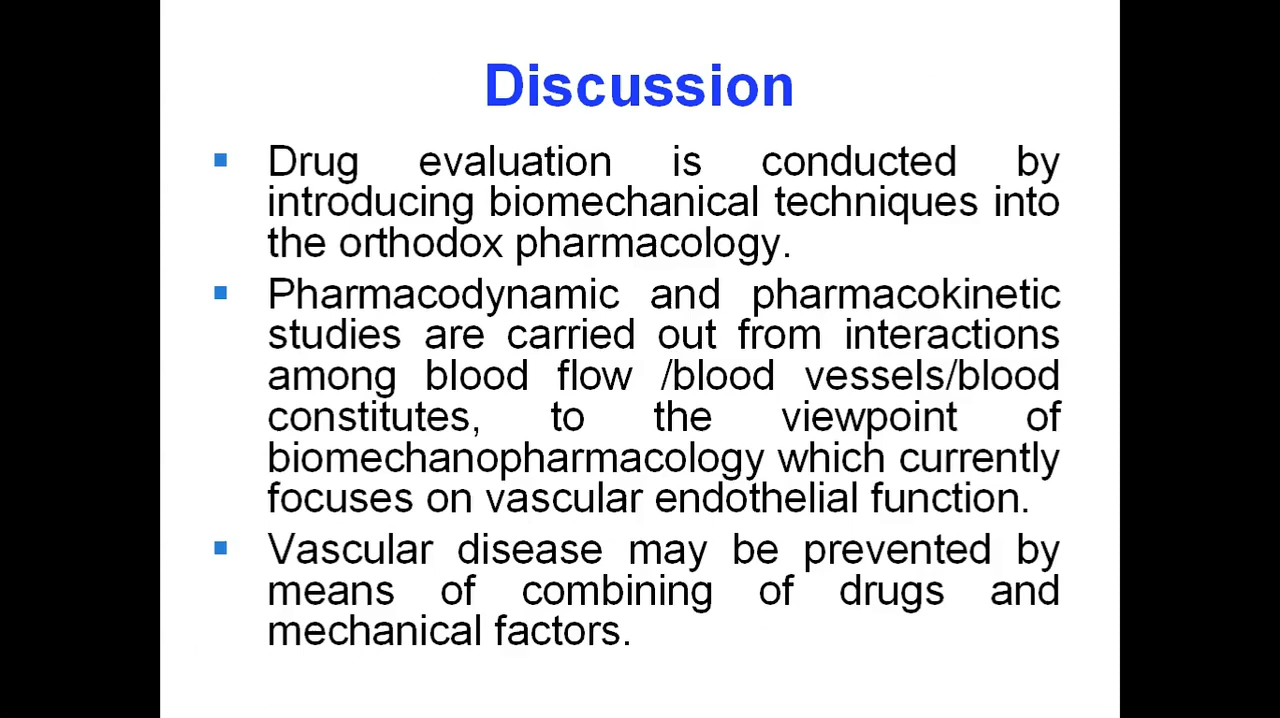 Discussion
▪ Drug evaluation is conducted by
introducing biomechanical techniques into
the orthodox pharmacology.
▪ Pharmacodynamic and pharmacokinetic
studies are carried out from interactions
among blood flow /blood vessels/blood
constitutes, to the viewpoint of
biomechanopharmacology which currently
focuses on vascular endothelial function.
▪ Vascular disease may be prevented by
means of combining of drugs and
mechanical factors.